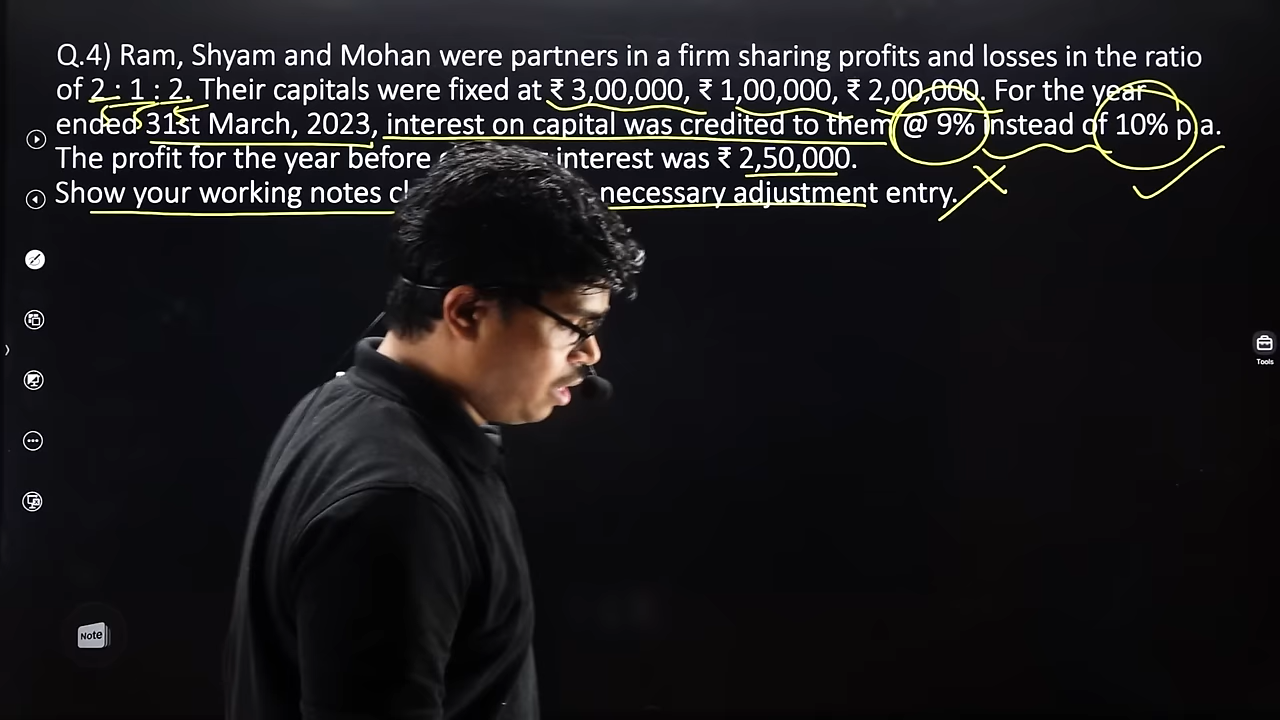 Q.4) Ram, Shyam and Mohan were partners in a firm sharing profits and losses in the ratio
of 2 : 1 : 2. Their capitals were fixed at ₹ 3,00,000, ₹ 1,00,000, ₹ 2,00,000. For the year
ended 31st March, 2023, interest on capital was credited to them @ 9% instead of 10% p.a.
The profit for the year before interest was ₹ 2,50,000.
Show your working notes necessary adjustment entry.
Tools
Note